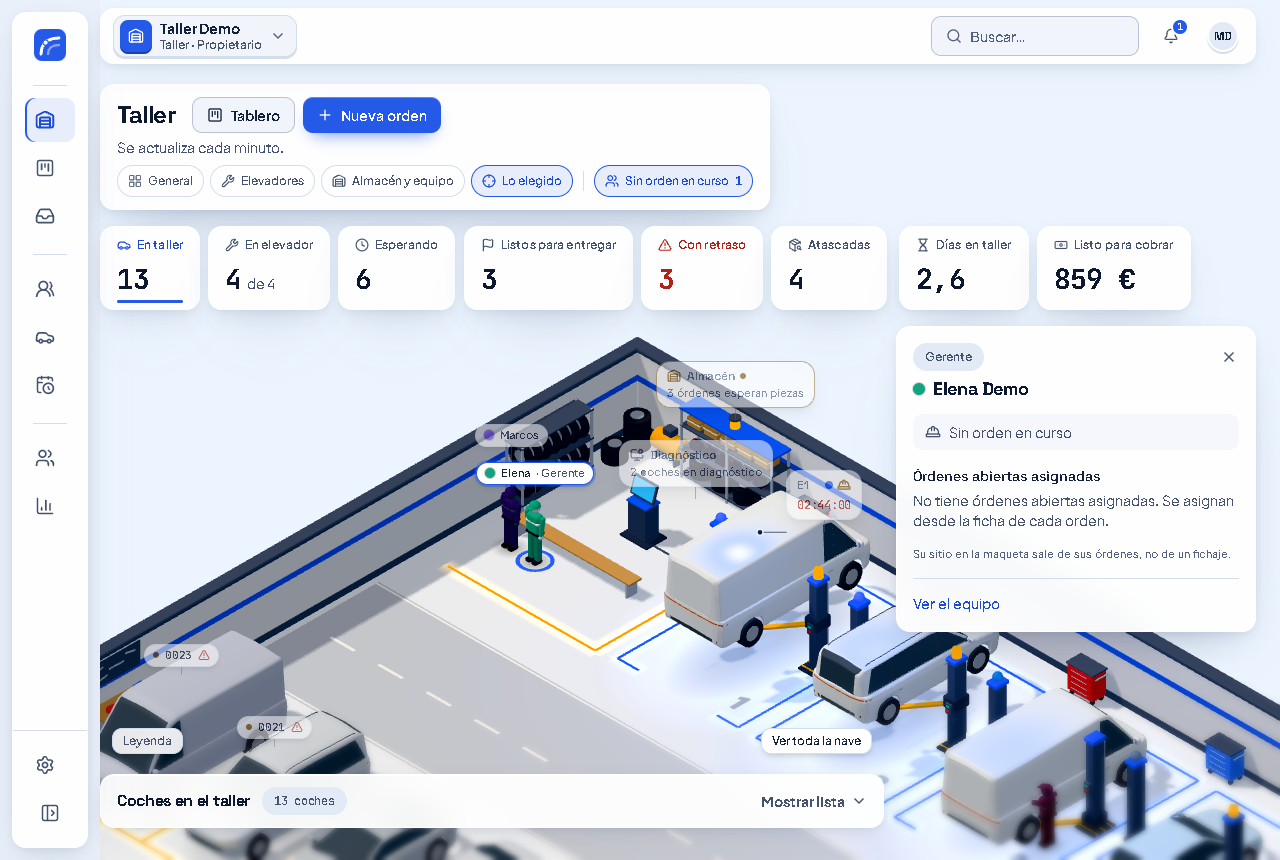 Taller Demo
Taller · Propietario
Buscar...
1
MD
Taller
Tablero
Nueva orden
Se actualiza cada minuto.
General
Elevadores
Almacén y equipo
Lo elegido
Sin orden en curso 1
En taller
13
En elevador
4 de 4
Esperando
6
Listos para entregar
3
Con retraso
3
Atascadas
4
Días en taller
2,6
Listo para cobrar
859 €
Almacén
3 órdenes esperan piezas
Marcos
Diagnóstico
2 coches en diagnóstico
Elena · Gerente
E1
02:44:00
0023
0021
1
Leyenda
Ver toda la nave
Coches en el taller
13 coches
Mostrar lista
Gerente
Elena Demo
Sin orden en curso
Órdenes abiertas asignadas
No tiene órdenes abiertas asignadas. Se asignan
desde la ficha de cada orden.
Su sitio en la maqueta sale de sus órdenes, no de un fichaje.
Ver el equipo